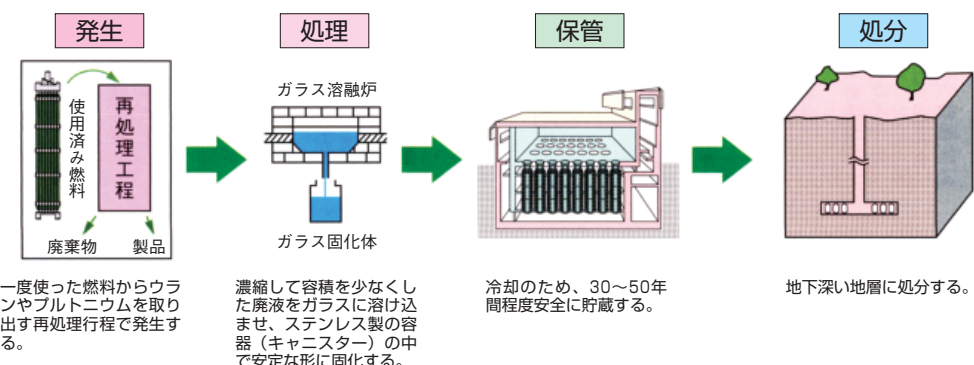 発生
処理
保管
処分
使用済み燃料
再処理工程
廃棄物
製品
ガラス溶融炉
ガラス固化体
一度使った燃料からウラ
ンやプルトニウムを取り
出す再処理行程で発生す
る。
濃縮して容積を少なくし
た廃液をガラスに溶け込
ませ、ステンレス製の容
器（キャニスター）の中
で安定な形に固化する。
冷却のため、30〜50年
間程度安全に貯蔵する。
地下深い地層に処分する。